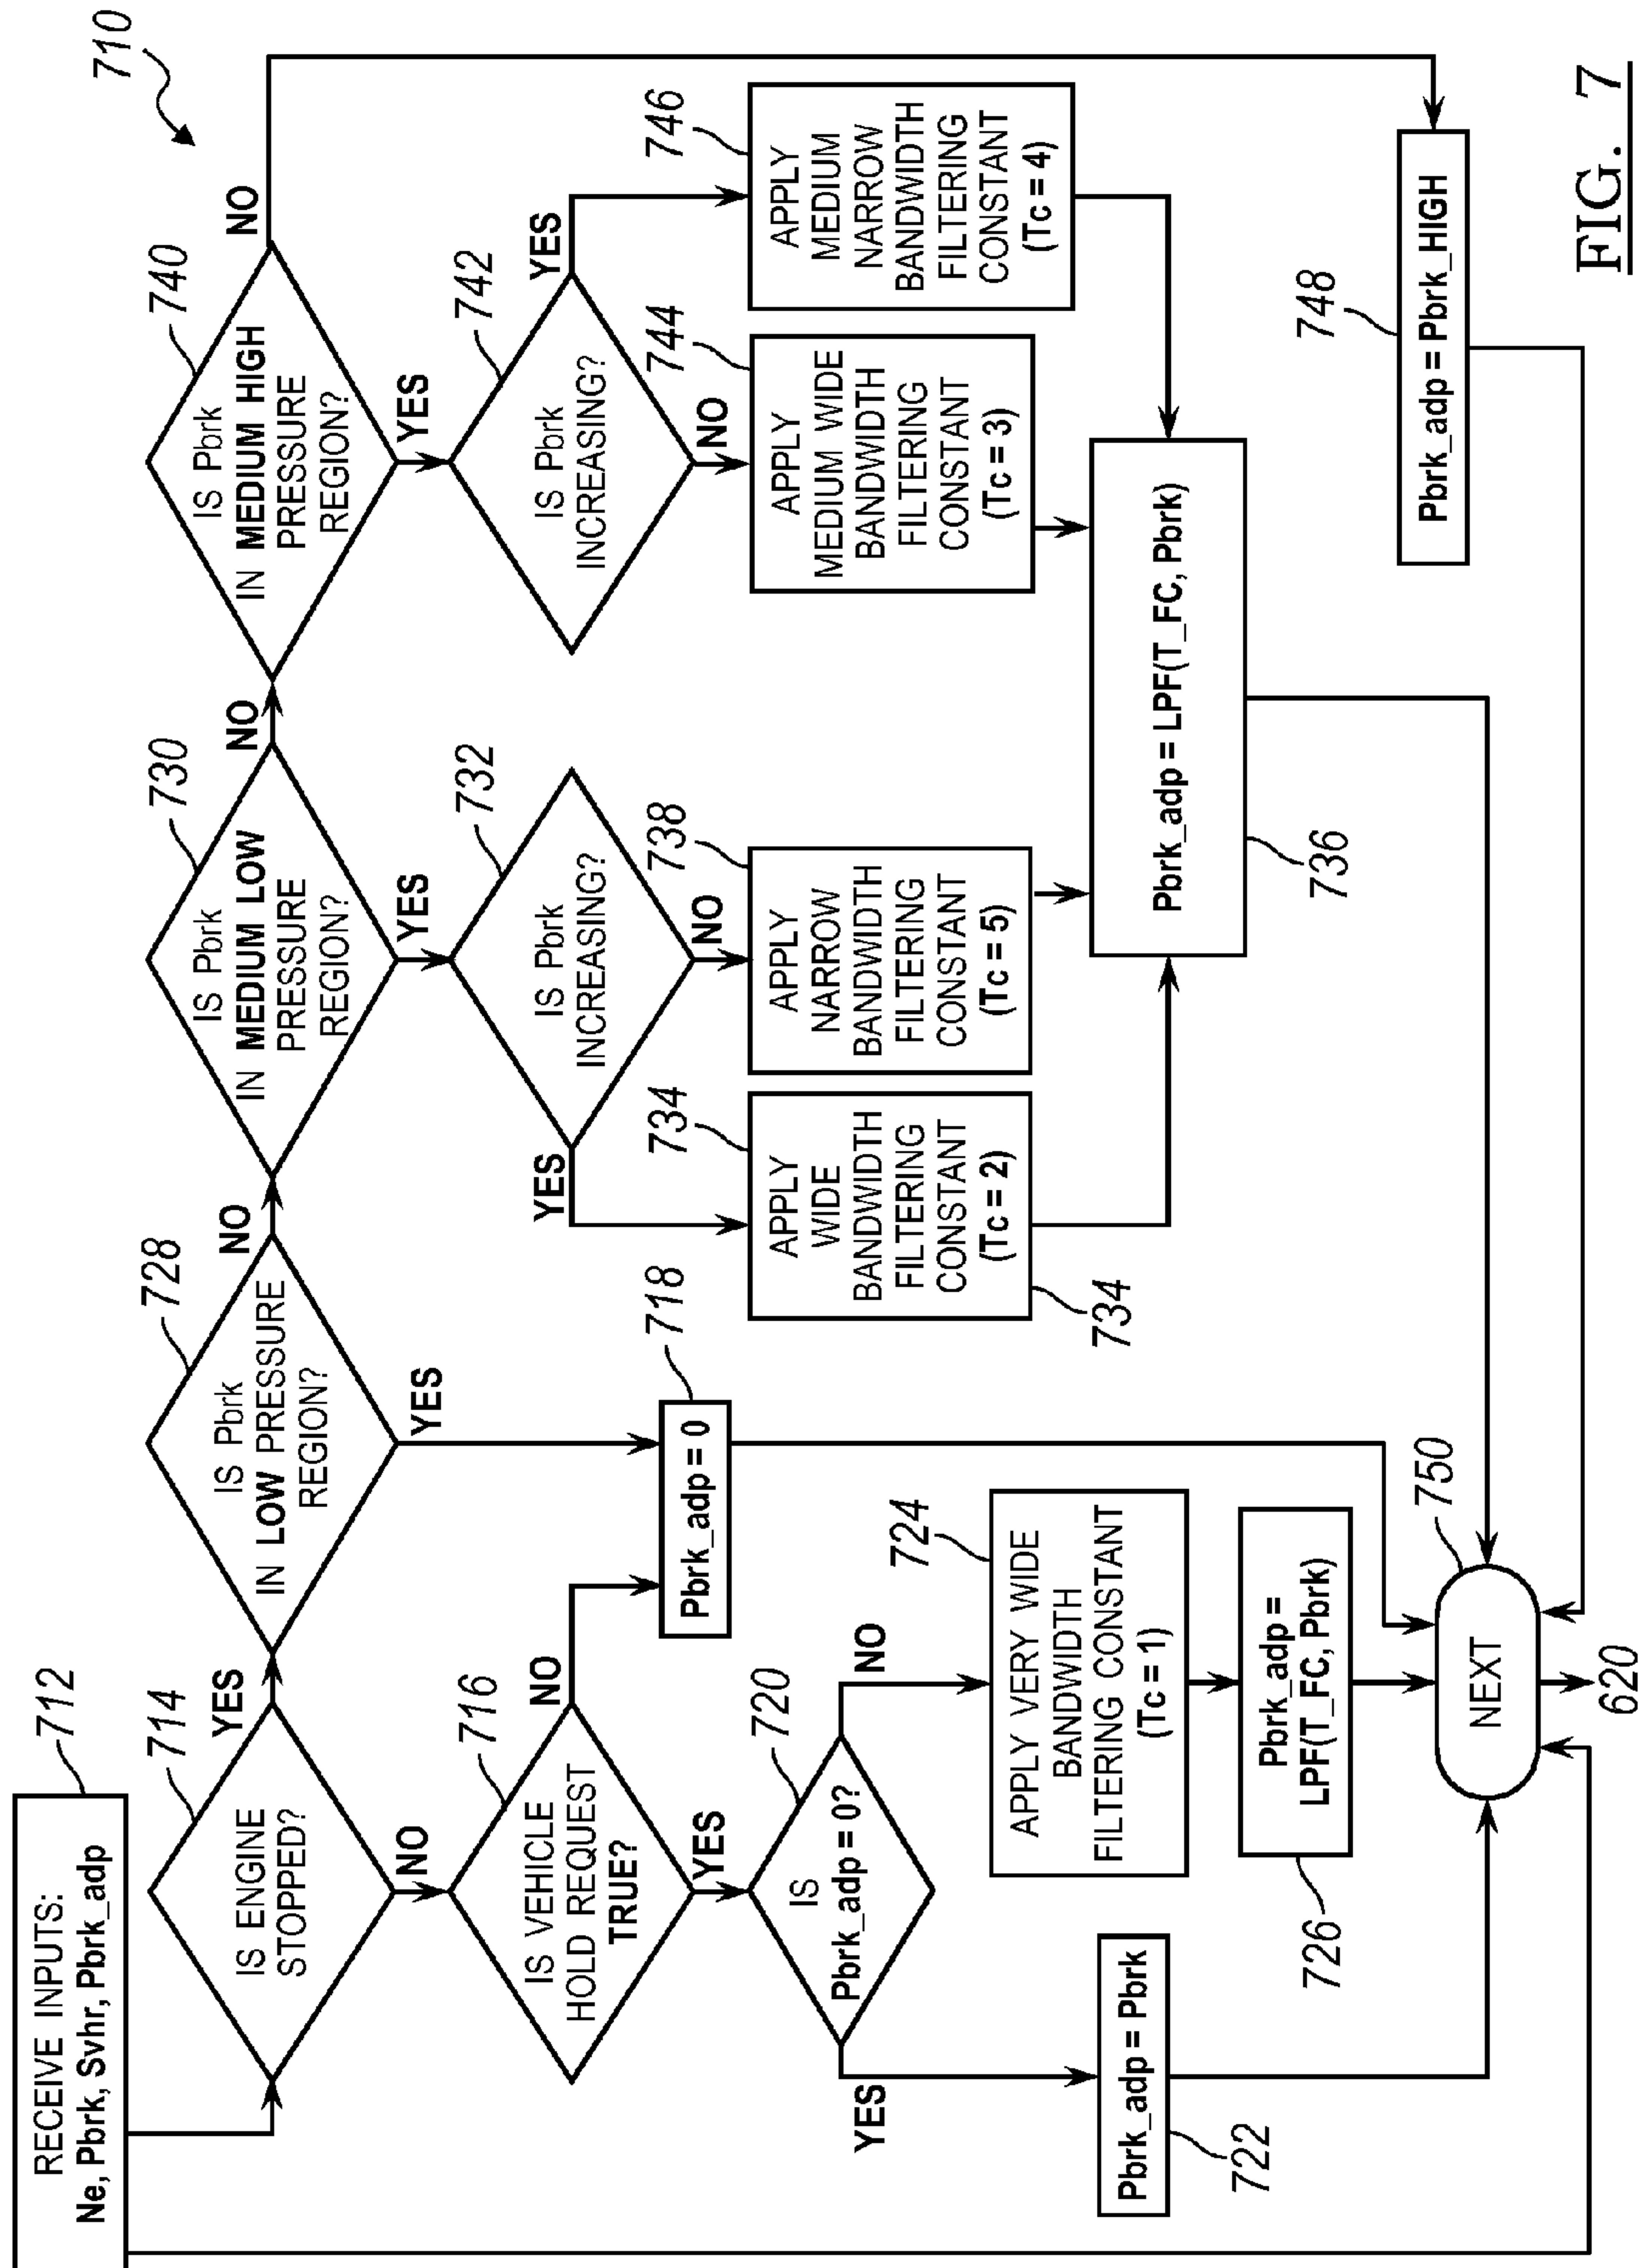 710
RECEIVE INPUTS:
Ne, Pbrk, Svhr, Pbrk_adp
712
IS ENGINE
STOPPED?
714
YES
NO
IS Pbrk
IN LOW PRESSURE
REGION?
728
NO
YES
IS Pbrk
IN MEDIUM LOW
PRESSURE
REGION?
730
NO
YES
IS Pbrk
IN MEDIUM HIGH
PRESSURE
REGION?
740
NO
YES
IS VEHICLE
HOLD REQUEST
TRUE?
716
NO
YES
IS Pbrk
INCREASING?
732
YES
NO
IS Pbrk
INCREASING?
742
YES
NO
Pbrk_adp = 0
718
IS
Pbrk_adp = 0?
720
YES
NO
APPLY
WIDE
BANDWIDTH
FILTERING
CONSTANT
(Tc = 2)
734
734
APPLY
NARROW
BANDWIDTH
FILTERING
CONSTANT
(Tc = 5)
738
APPLY
MEDIUM WIDE
BANDWIDTH
FILTERING
CONSTANT
(Tc = 3)
744
APPLY
MEDIUM
NARROW
BANDWIDTH
FILTERING
CONSTANT
(Tc = 4)
746
Pbrk_adp = Pbrk
722
APPLY VERY WIDE
BANDWIDTH
FILTERING CONSTANT
(Tc = 1)
724
Pbrk_adp =
LPF(T_FC, Pbrk)
726
Pbrk_adp = LPF(T_FC, Pbrk)
736
Pbrk_adp = Pbrk_HIGH
748
NEXT
750
620
FIG. 7